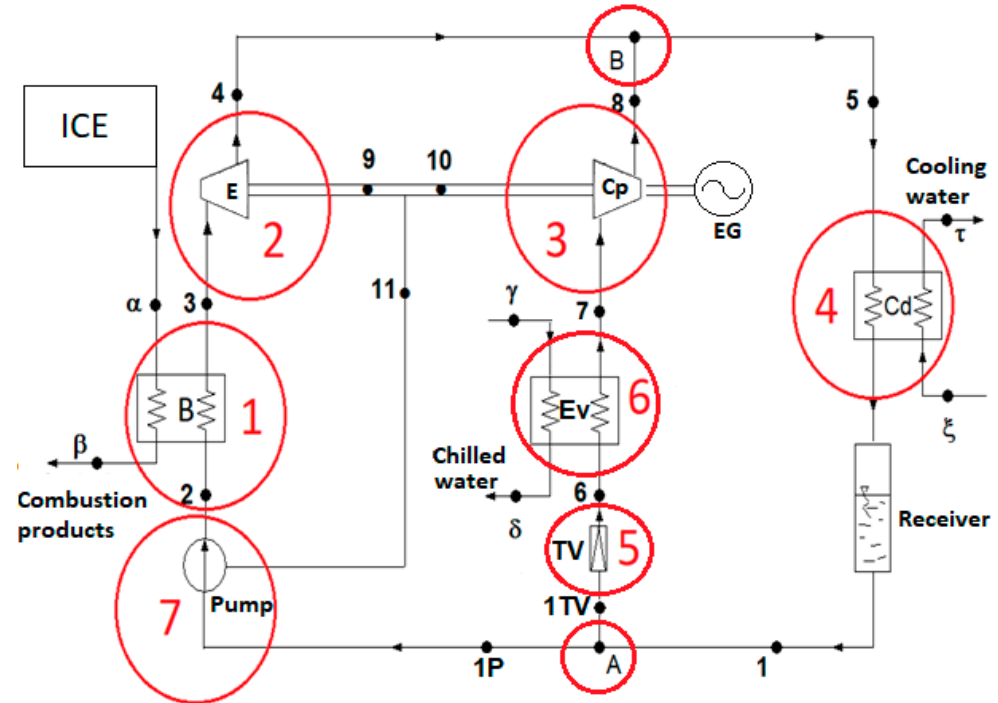 B
4
8
5
ICE
9
10
Cooling
water
τ
E
Cp
EG
2
3
11
α
3
γ
7
4
Cd
B
1
Ev
6
ξ
β
Chilled
water
Combustion
products
2
δ
6
Receiver
TV
5
Pump
7
1TV
1P
A
1